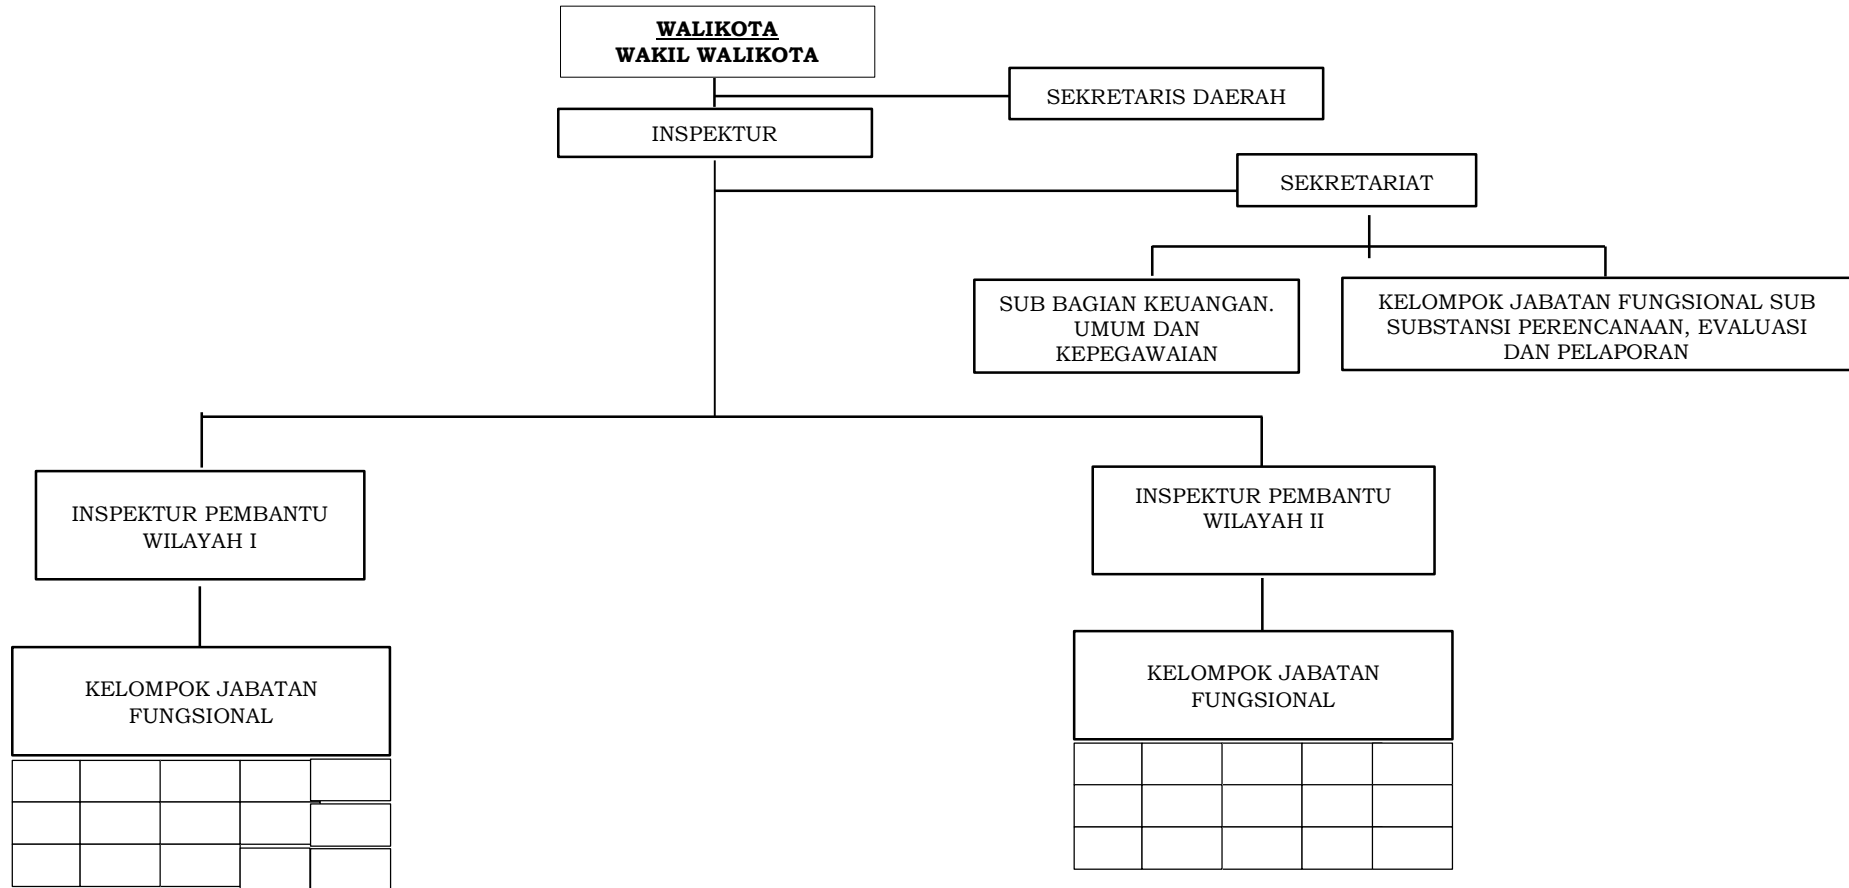 WALIKOTA
WAKIL WALIKOTA
SEKRETARIS DAERAH
INSPEKTUR
SEKRETARIAT
SUB BAGIAN KEUANGAN.
UMUM DAN
KEPEGAWAIAN
KELOMPOK JABATAN FUNGSIONAL SUB
SUBSTANSI PERENCANAAN, EVALUASI
DAN PELAPORAN
INSPEKTUR PEMBANTU
WILAYAH I
INSPEKTUR PEMBANTU
WILAYAH II
KELOMPOK JABATAN
FUNGSIONAL
KELOMPOK JABATAN
FUNGSIONAL